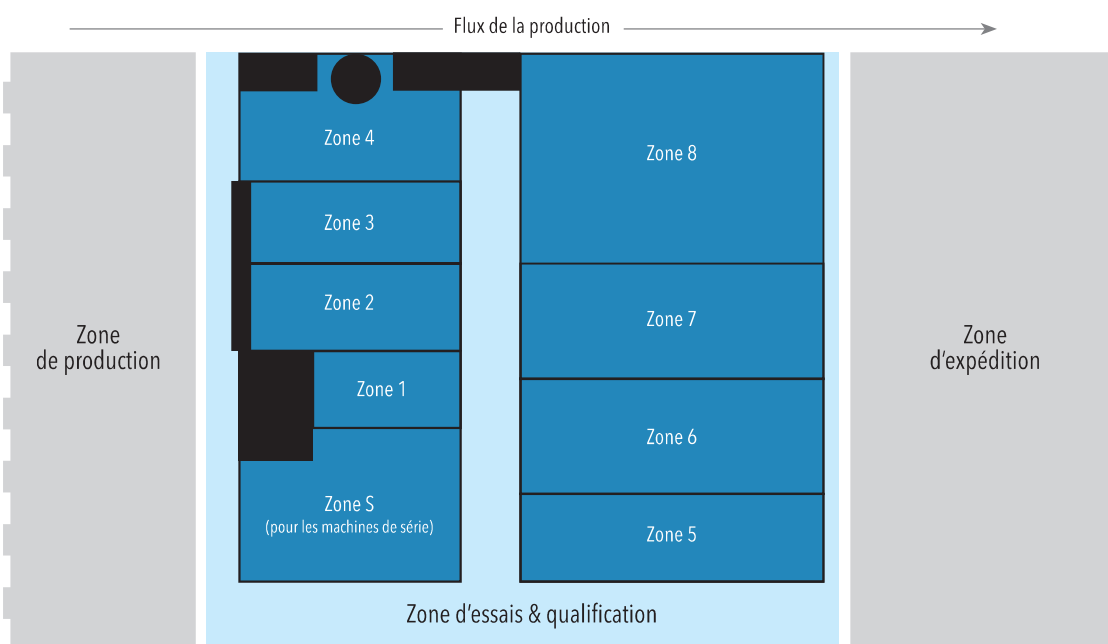 Flux de la production
Zone 4
Zone 8
Zone 3
Zone 2
Zone 7
Zone
de production
Zone
d'expédition
Zone 1
Zone 6
Zone S
(pour les machines de série)
Zone 5
Zone d'essais & qualification